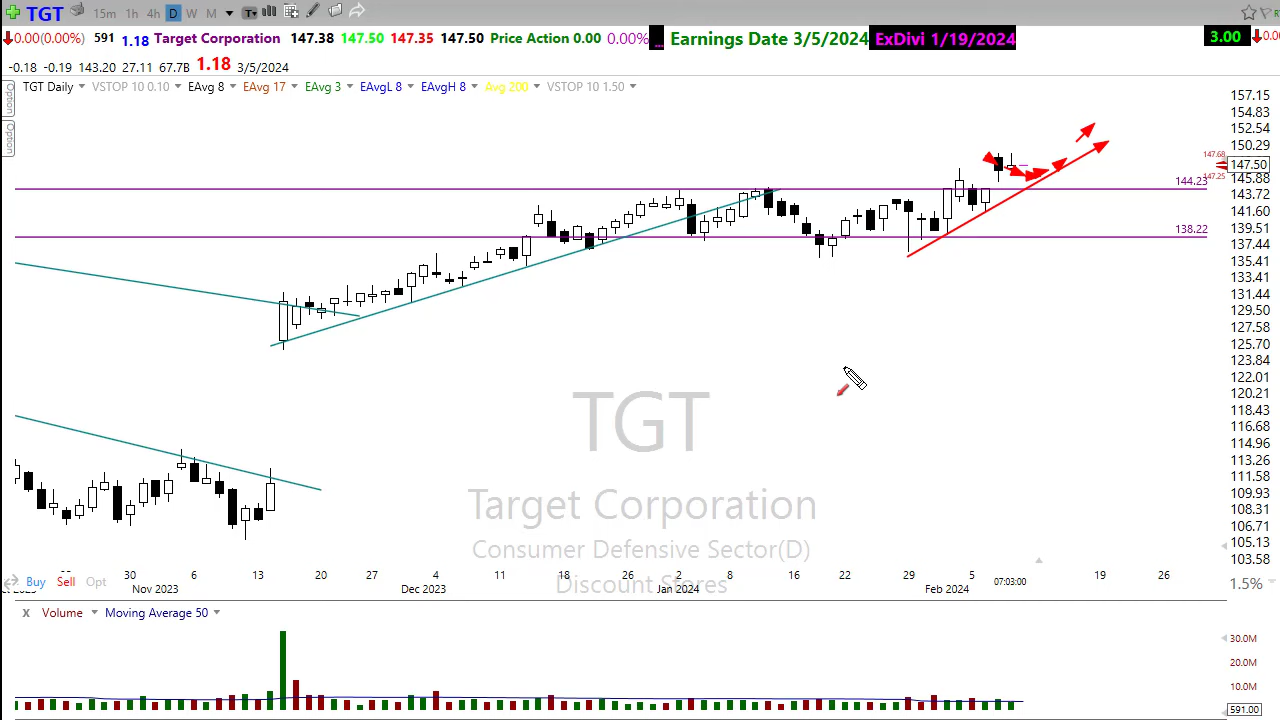 TGT 15m 1h 4h D W M T
0.00(0.00%) 591 1.18 Target Corporation 147.38 147.50 147.35 147.50 Price Action 0.00 0.00% ... Earnings Date 3/5/2024 ExDivi 1/19/2024 3.00
-0.18 -0.19 143.20 27.11 67.7B 1.18 3/5/2024
TGT Daily VSTOP 10 0.10 EAvg 8 EAvg 17 EAvg 3 EAvgL 8 EAvgH 8 Avg 200 VSTOP 10 1.50
Option
Option
157.15
154.83
152.54
150.29
147.68
147.50
147.25
145.88
144.23
143.72
141.60
139.51
138.22
137.44
135.41
133.41
131.44
129.50
127.58
125.70
123.84
122.01
120.21
118.43
116.68
114.96
113.26
111.58
109.93
108.31
106.71
105.13
103.58
TGT
Target Corporation
Consumer Defensive Sector(D)
Discount Stores
Buy Sell Opt
30 6 13 20 27 4 11 18 26 2 8 16 22 29 5 07:03:00 19 26
Nov 2023 Dec 2023 Jan 2024 Feb 2024
1.5%
X Volume Moving Average 50
30.0M
20.0M
10.0M
591.00